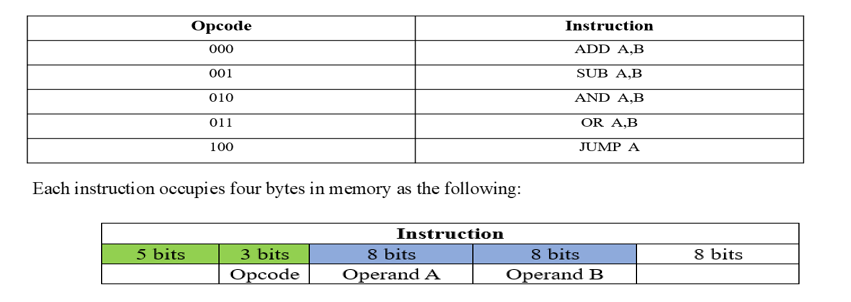 Opcode Instruction
000 ADD A,B
001 SUB A,B
010 AND A,B
011 OR A,B
100 JUMP A
Each instruction occupies four bytes in memory as the following:
Instruction
5 bits 3 bits 8 bits 8 bits 8 bits
Opcode Operand A Operand B